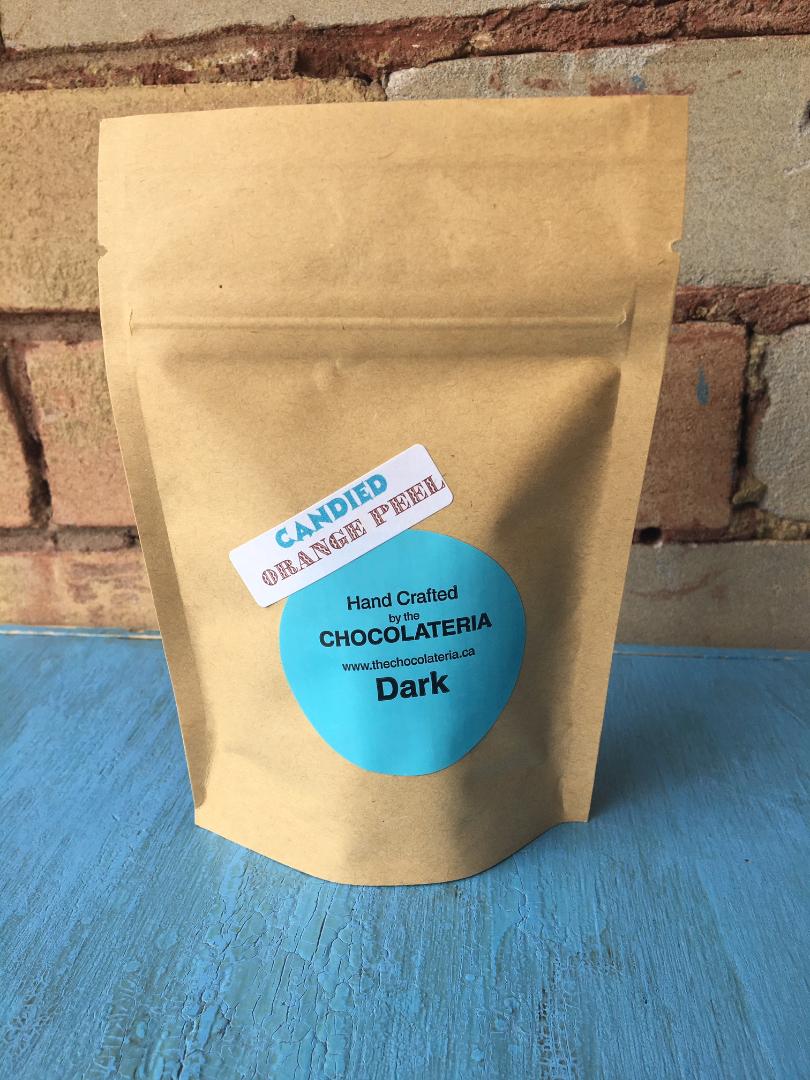 CANDIED
ORANGE PEEL
Hand Crafted
by the
CHOCOLATERIA
www.thechocolateria.ca
Dark